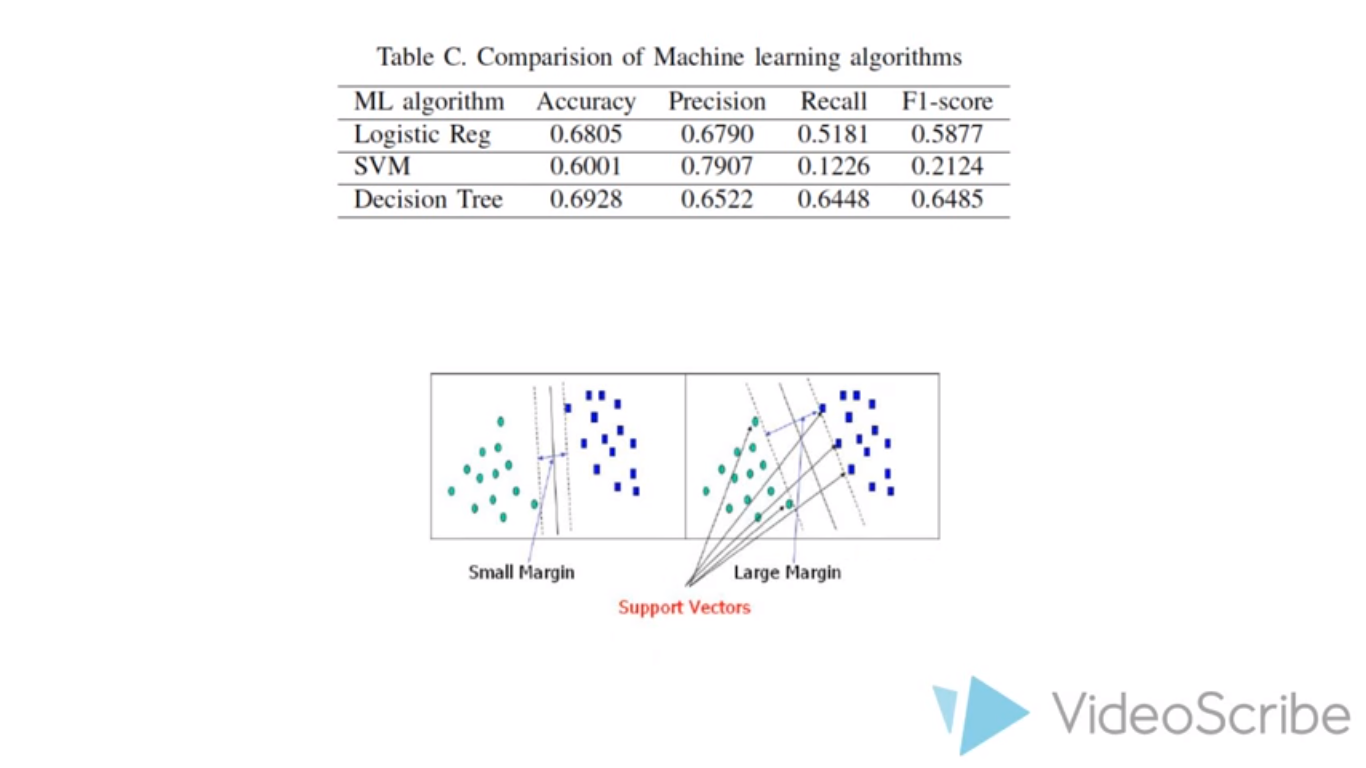 Table C. Comparision of Machine learning algorithms
ML algorithm Accuracy Precision Recall F1-score
Logistic Reg 0.6805 0.6790 0.5181 0.5877
SVM 0.6001 0.7907 0.1226 0.2124
Decision Tree 0.6928 0.6522 0.6448 0.6485
Small Margin Large Margin
Support Vectors
VideoScribe